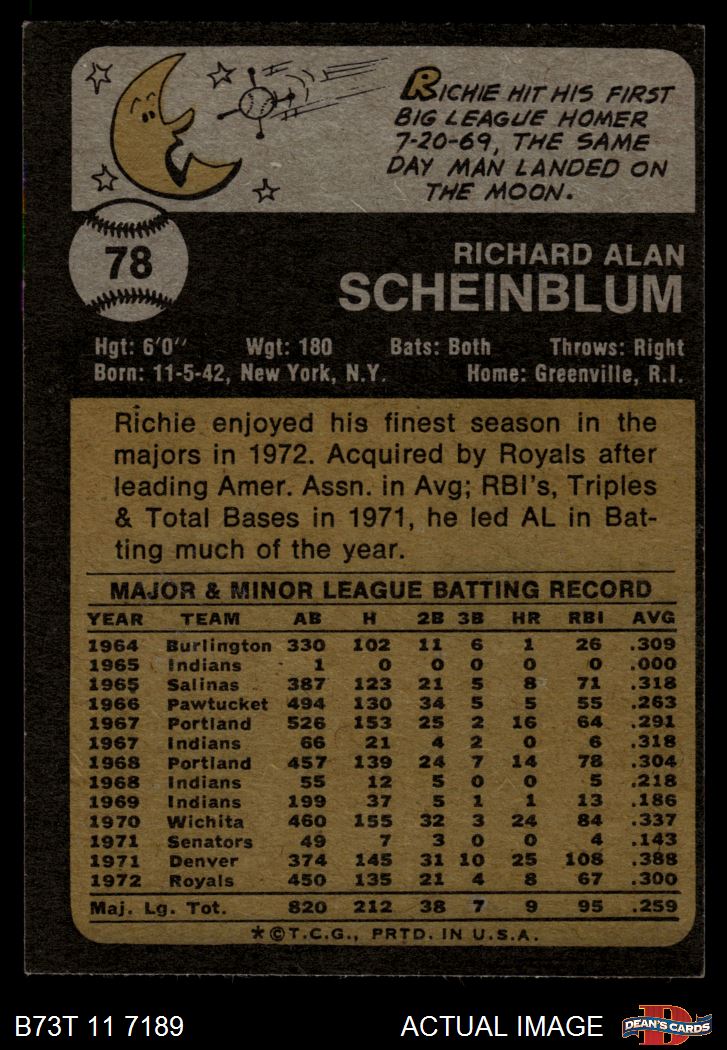 RICHIE HIT HIS FIRST
BIG LEAGUE HOMER
7-20-69, THE SAME
DAY MAN LANDED ON
THE MOON.
78
RICHARD ALAN
SCHEINBLUM
Hgt: 6'0" Wgt: 180 Bats: Both Throws: Right
Born: 11-5-42, New York, N.Y. Home: Greenville, R.I.
Richie enjoyed his finest season in the
majors in 1972. Acquired by Royals after
leading Amer. Assn. in Avg; RBI's, Triples
& Total Bases in 1971, he led AL in Bat-
ting much of the year.
MAJOR & MINOR LEAGUE BATTING RECORD
YEAR TEAM AB H 2B 3B HR RBI AVG
1964 Burlington 330 102 11 6 1 26 .309
1965 Indians 1 0 0 0 0 0 .000
1965 Salinas 387 123 21 5 8 71 .318
1966 Pawtucket 494 130 34 5 5 55 .263
1967 Portland 526 153 25 2 16 64 .291
1967 Indians 66 21 4 2 0 6 .318
1968 Portland 457 139 24 7 14 78 .304
1968 Indians 55 12 5 0 0 5 .218
1969 Indians 199 37 5 1 1 13 .186
1970 Wichita 460 155 32 3 24 84 .337
1971 Senators 49 7 3 0 0 4 .143
1971 Denver 374 145 31 10 25 108 .388
1972 Royals 450 135 21 4 8 67 .300
Maj. Lg. Tot. 820 212 38 7 9 95 .259
*©T.C.G., PRTD. IN U.S.A.
B73T 11 7189 ACTUAL IMAGE
D
DEAN'S CARDS